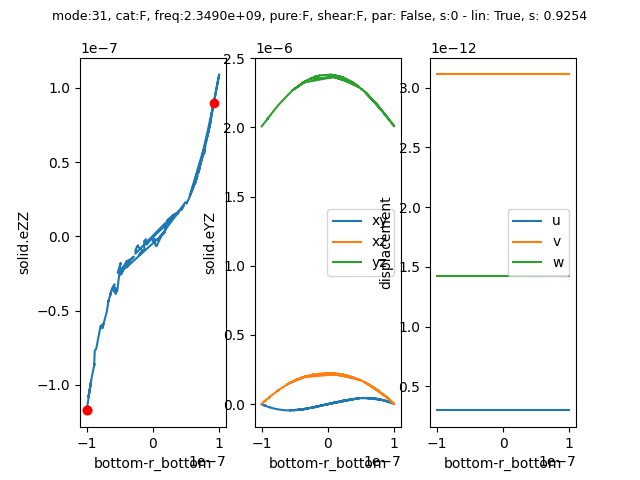 mode:31, cat:F, freq:2.3490e+09, pure:F, shear:F, par: False, s:0 - lin: True, s: 0.9254
1e−7
1e−6
1e−12
1.0
0.5
0.0
−0.5
−1.0
solid.eZZ
−1
0
1
1e−7
bottom-r_bottom
2.5
2.0
1.5
1.0
0.5
0.0
solid.eYZ
xy
xz
yz
−1
0
1
1e−7
bottom-r_bottom
3.0
2.5
1.5
0.5
displacement
u
v
w
−1
0
1
1e−7
bottom-r_bottom